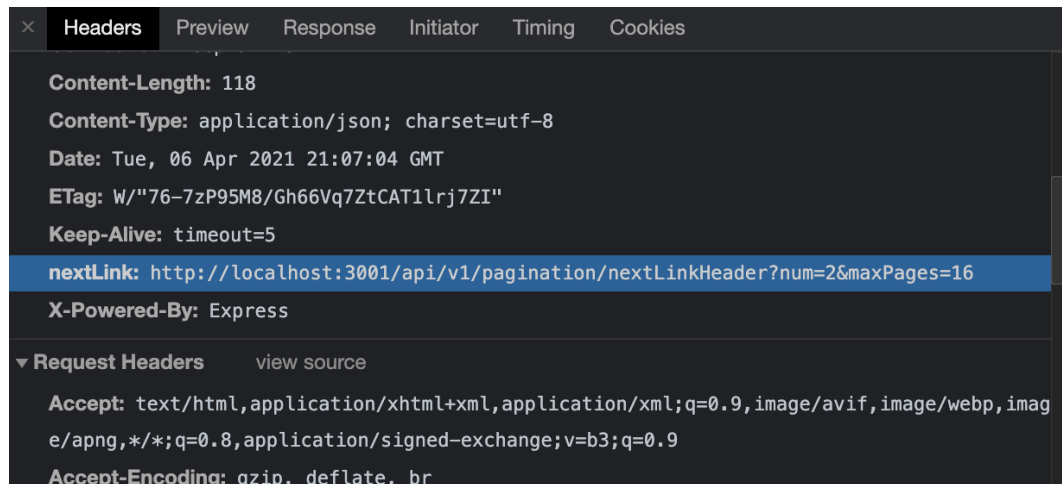 × Headers Preview Response Initiator Timing Cookies
Content-Length: 118
Content-Type: application/json; charset=utf-8
Date: Tue, 06 Apr 2021 21:07:04 GMT
ETag: W/"76-7zP95M8/Gh66Vq7ZtCAT1lrj7ZI"
Keep-Alive: timeout=5
nextLink: http://localhost:3001/api/v1/pagination/nextLinkHeader?num=2&maxPages=16
X-Powered-By: Express
▼ Request Headers view source
Accept: text/html,application/xhtml+xml,application/xml;q=0.9,image/avif,image/webp,imag
e/apng,*/*;q=0.8,application/signed-exchange;v=b3;q=0.9
Accept-Encoding: gzip, deflate, br